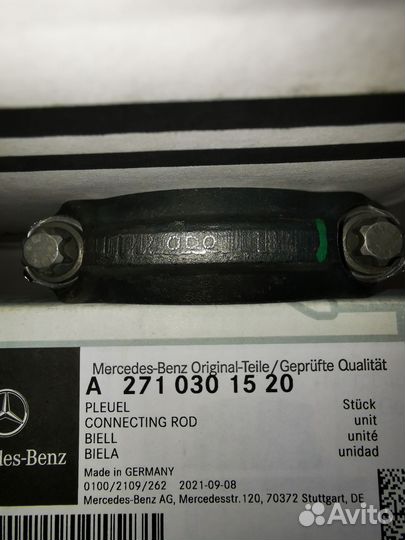 000
Mercedes-Benz Original-Teile/Geprüfte Qualität
A 271 030 15 20
PLEUEL Stück
CONNECTING ROD unit
BIELL unité
BIELA unidad
des-Benz
Made in GERMANY
0100/2109/262 2021-09-08
Mercedes-Benz AG, Mercedesstr.120, 70372 Stuttgart, DE
Avito